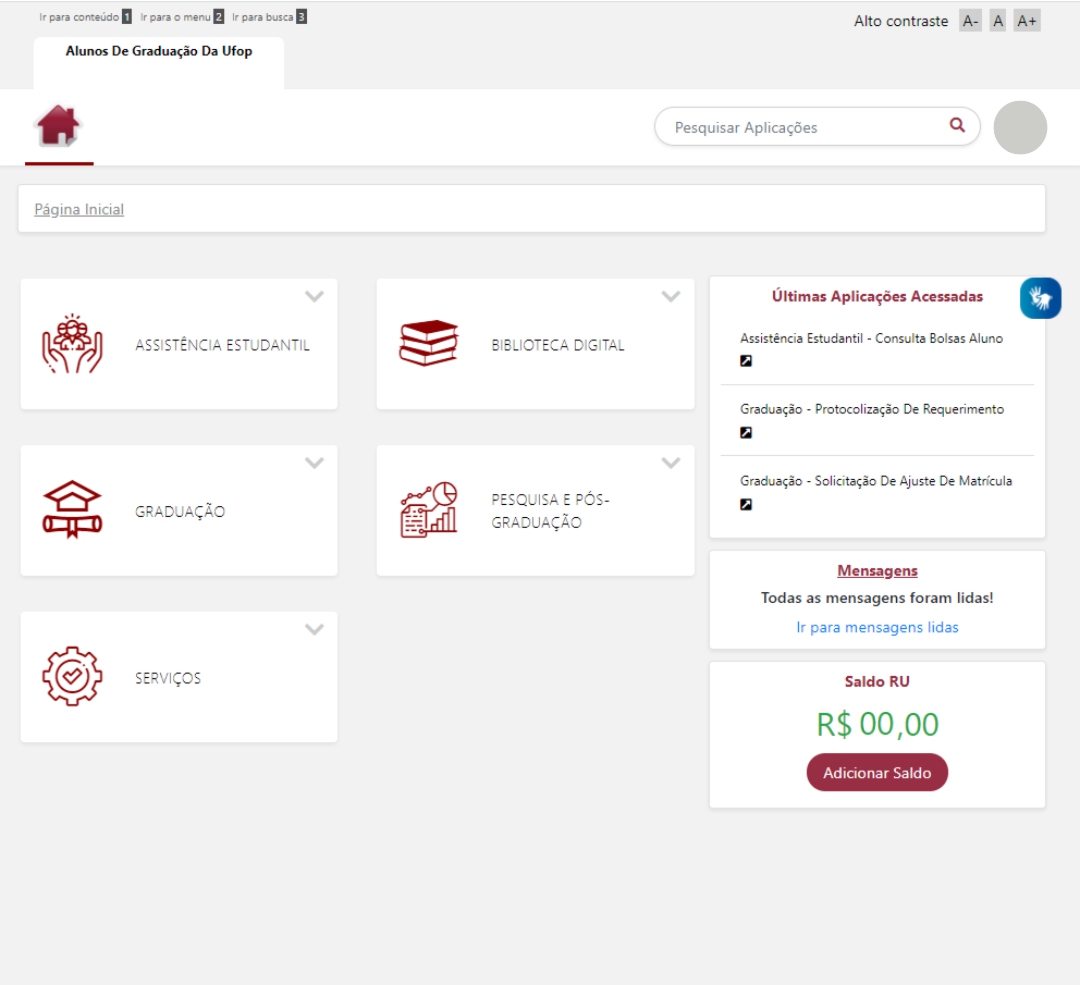 Ir para conteúdo 1 Ir para o menu 2 Ir para busca 3
Alto contraste A- A A+
Alunos De Graduação Da Ufop
Pesquisar Aplicações
Página Inicial
ASSISTÊNCIA ESTUDANTIL
BIBLIOTECA DIGITAL
GRADUAÇÃO
PESQUISA E PÓS-
GRADUAÇÃO
SERVIÇOS
Últimas Aplicações Acessadas
Assistência Estudantil - Consulta Bolsas Aluno
Graduação - Protocolização De Requerimento
Graduação - Solicitação De Ajuste De Matrícula
Mensagens
Todas as mensagens foram lidas!
Ir para mensagens lidas
Saldo RU
R$ 00,00
Adicionar Saldo